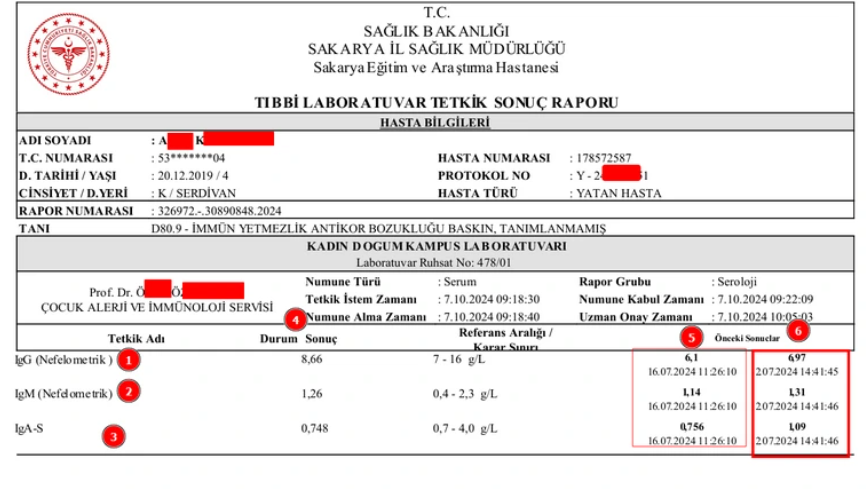 T.C.
SAĞLIK BAKANLIĞI
SAKARYA İL SAĞLIK MÜDÜRLÜĞÜ
Sakarya Eğitim ve Araştırma Hastanesi
TIBBİ LABORATUVAR TETKİK SONUÇ RAPORU
HASTA BİLGİLERİ
ADI SOYADI : A K
T.C. NUMARASI : 53*******04 HASTA NUMARASI : 178572587
D. TARİHİ / YAŞI : 20.12.2019 / 4 PROTOKOL NO : Y - 2 1
CİNSİYET / D.YERİ : K / SERDİVAN HASTA TÜRÜ : YATAN HASTA
RAPOR NUMARASI : 326972.-.30890848.2024
TANI D80.9 - İMMÜN YETMEZLİK ANTİKOR BOZUKLUĞU BASKIN, TANIMLANMAMIŞ
KADIN DOGUM KAMPUS LABORATUVARI
Laboratuvar Ruhsat No: 478/01
Prof. Dr. Ö Ö
ÇOCUK ALERJİ VE İMMÜNOLOJİ SERVİSİ
Numune Türü : Serum Rapor Grubu : Seroloji
Tetkik İstem Zamanı : 7.10.2024 09:18:30 Numune Kabul Zamanı : 7.10.2024 09:22:09
4 Numune Alma Zamanı : 7.10.2024 09:18:40 Uzman Onay Zamanı : 7.10.2024 10:05:03
Tetkik Adı Durum Sonuç Referans Aralığı / Karar Sınırı 5 Önceki Sonuclar 6
IgG (Nefelometrik) 1 8,66 7 - 16 g/L 6,1 6,97
16.07.2024 11:26:10 2.07.2024 14:41:45
IgM (Nefelometrik) 2 1,26 0,4 - 2,3 g/L 1,14 1,31
16.07.2024 11:26:10 2.07.2024 14:41:46
IgA-S 3 0,748 0,7 - 4,0 g/L 0,756 1,09
16.07.2024 11:26:10 2.07.2024 14:41:46